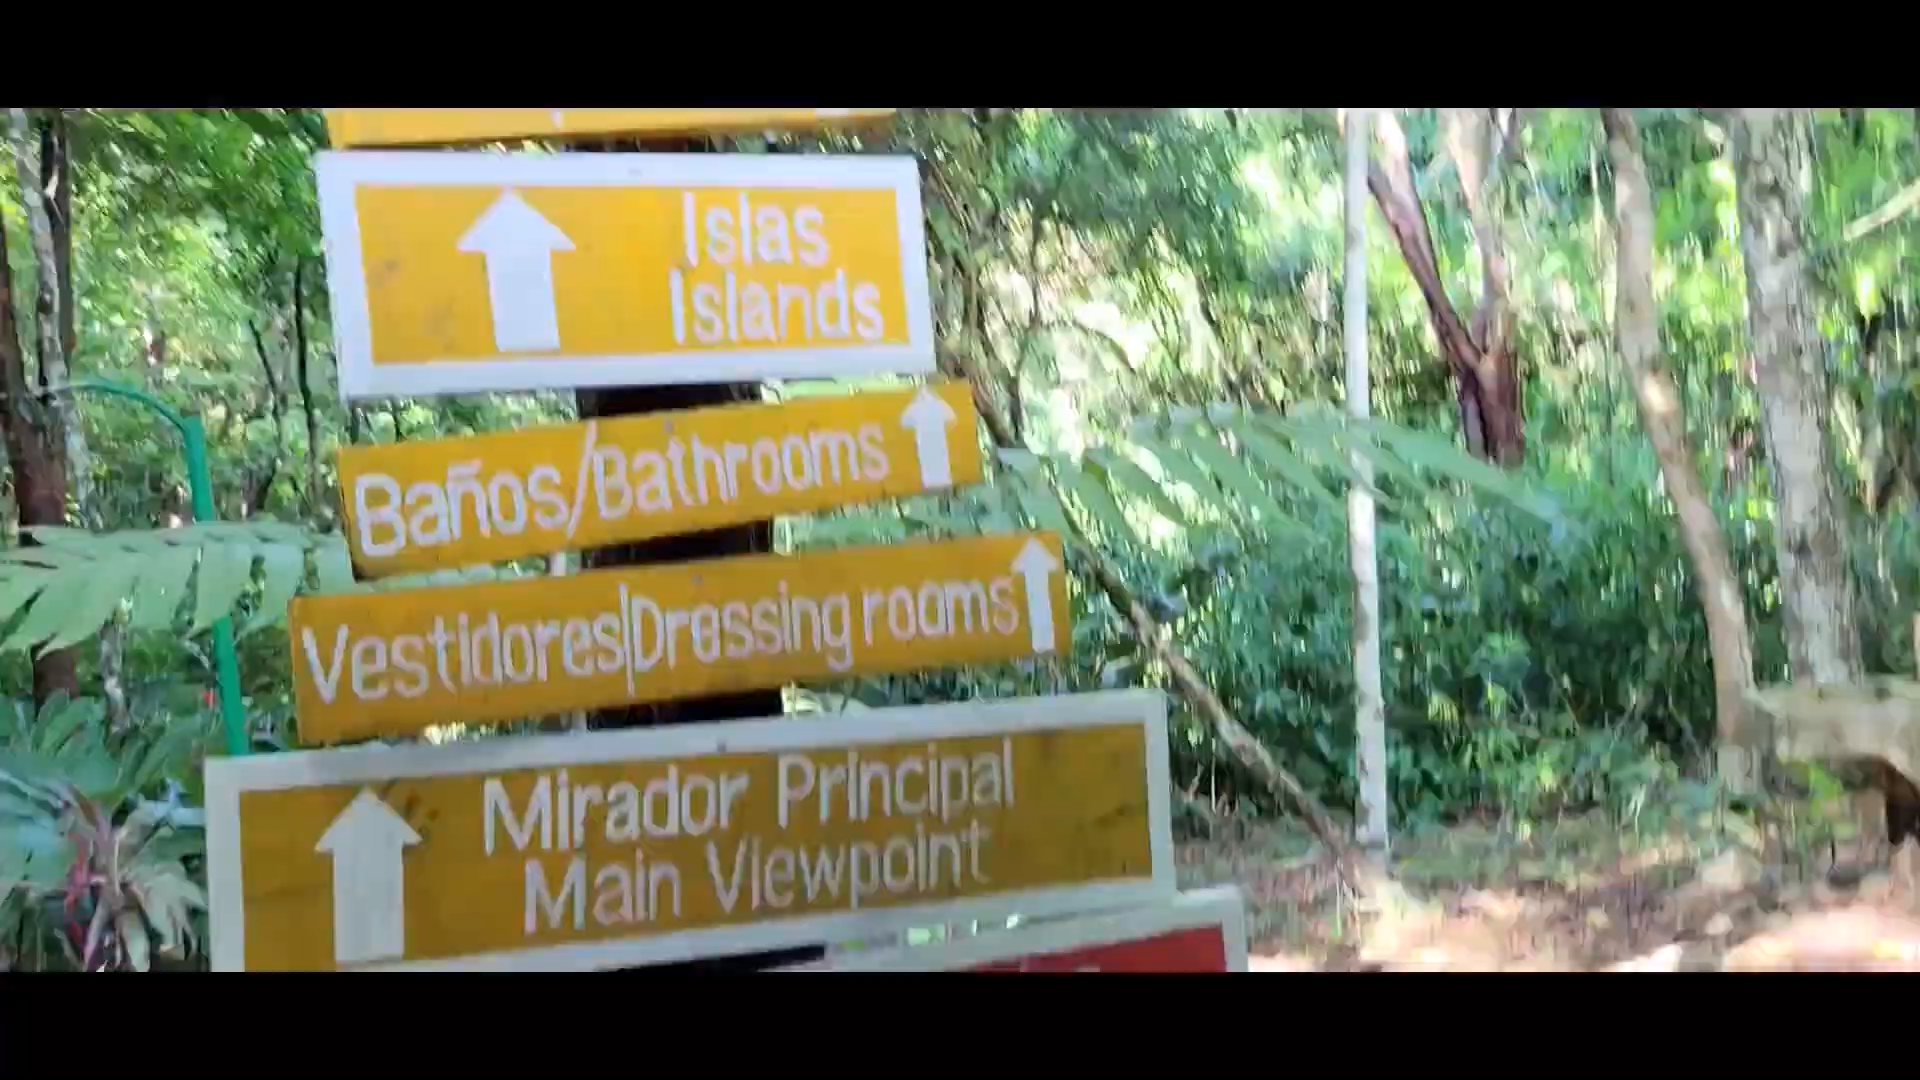 Islas
Islands
Baños/Bathrooms
Vestidores|Dressing rooms
Mirador Principal
Main Viewpoint